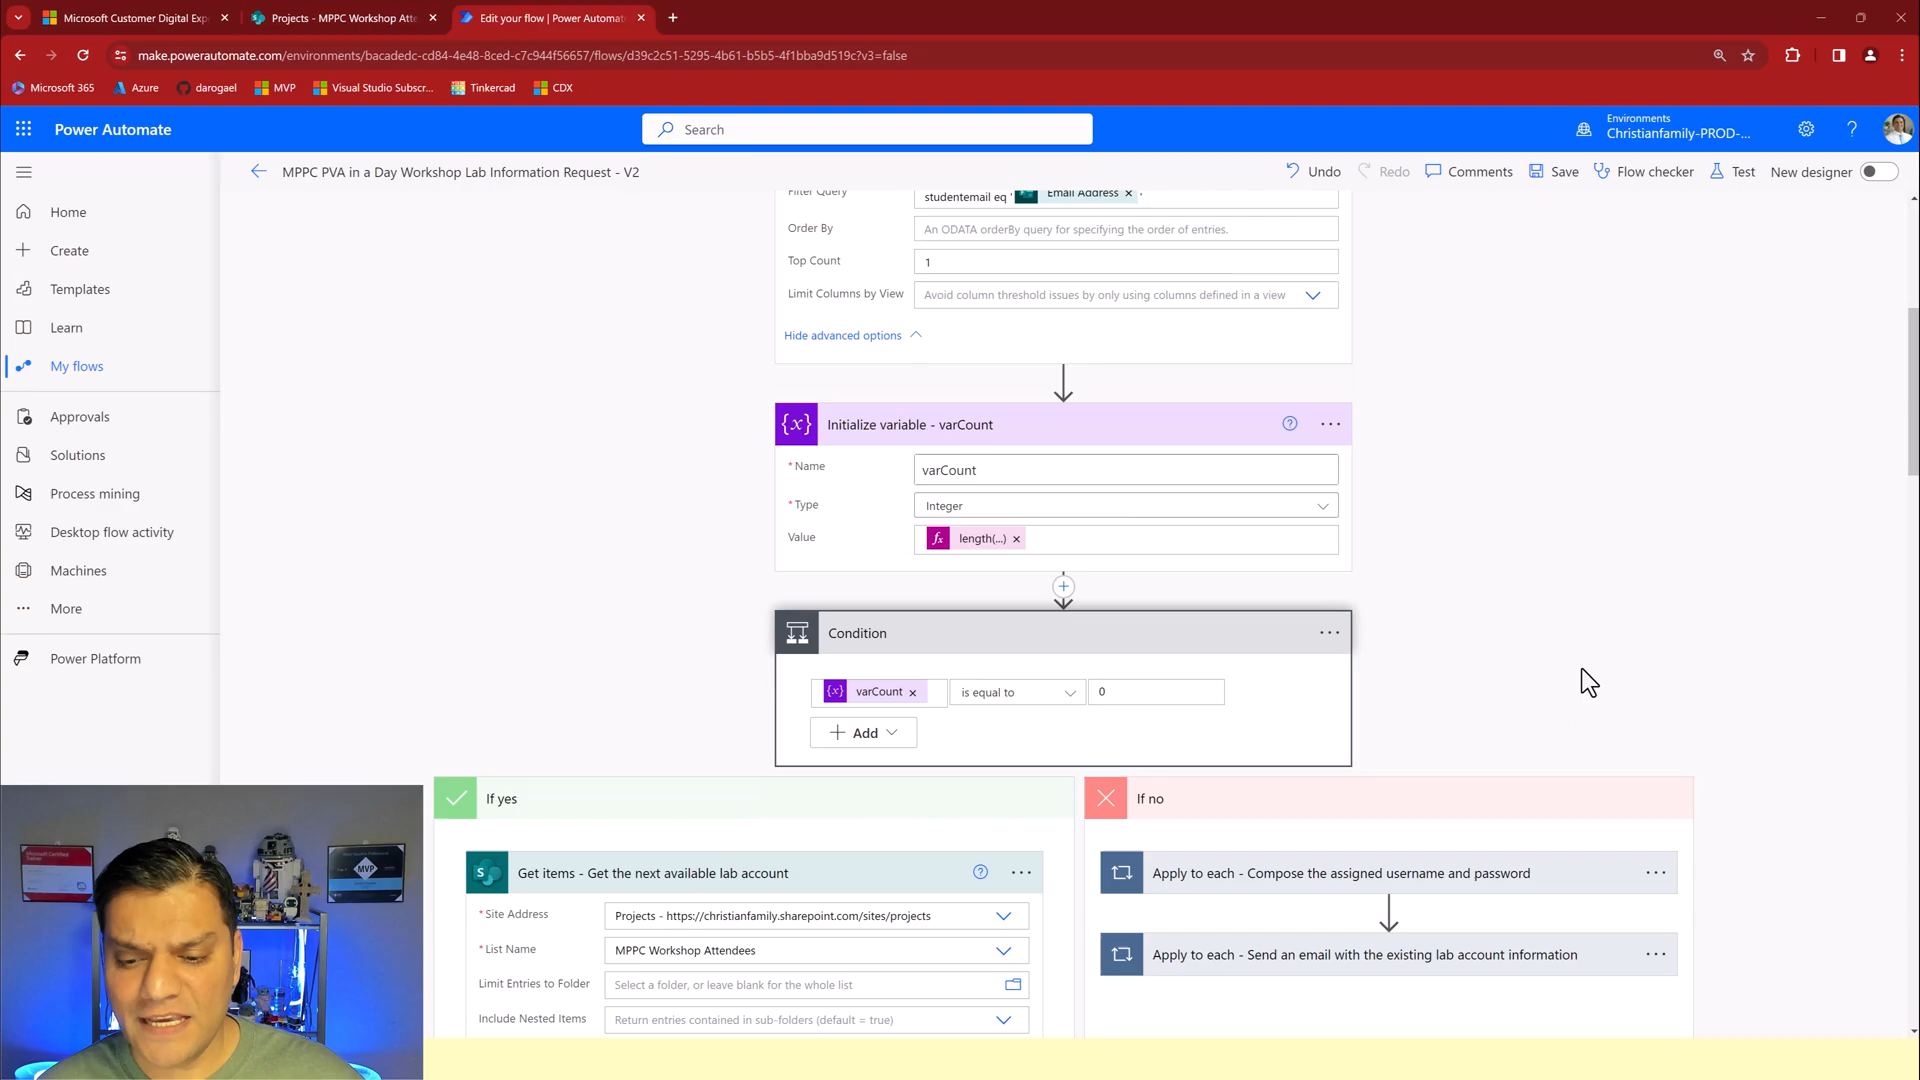 Microsoft Customer Digital Exp
Projects - MPPC Workshop Atte
Edit your flow | Power Automat
make.powerautomate.com/environments/bacadedc-cd84-4e48-8ced-c7c944f56657/flows/d39c2c51-5295-4b61-b5b5-4f1bba9d519c?v3=false
Microsoft 365 Azure darogael MVP Visual Studio Subscr... Tinkercad CDX
Power Automate
Search
Environments
Christianfamily-PROD-...
MPPC PVA in a Day Workshop Lab Information Request - V2
Undo Redo Comments Save Flow checker Test New designer
Home
Create
Templates
Learn
My flows
Approvals
Solutions
Process mining
Desktop flow activity
Machines
More
Power Platform
Filter Query studentemail eq ' Email Address '
Order By An ODATA orderBy query for specifying the order of entries.
Top Count 1
Limit Columns by View Avoid column threshold issues by only using columns defined in a view
Hide advanced options
{x} Initialize variable - varCount
* Name varCount
* Type Integer
Value fx length(...)
Condition
{x} varCount is equal to 0
Add
If yes
Get items - Get the next available lab account
* Site Address Projects - https://christianfamily.sharepoint.com/sites/projects
* List Name MPPC Workshop Attendees
Limit Entries to Folder Select a folder, or leave blank for the whole list
Include Nested Items Return entries contained in sub-folders (default = true)
If no
Apply to each - Compose the assigned username and password
Apply to each - Send an email with the existing lab account information
MVP